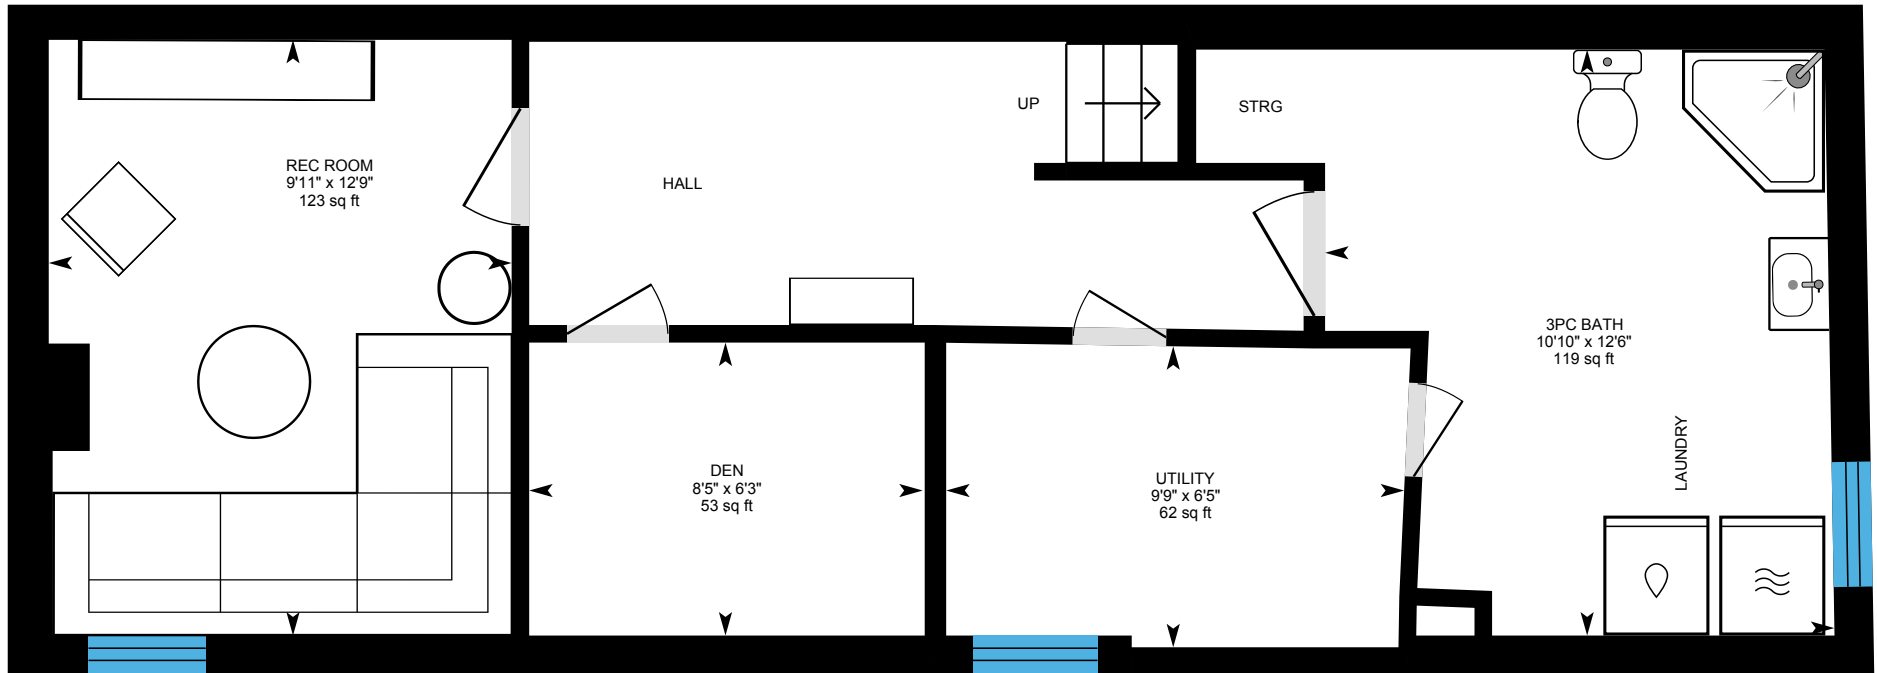 REC ROOM
9'11" x 12'9"
123 sq ft
HALL
UP
STRG
3PC BATH
10'10" x 12'6"
119 sq ft
LAUNDRY
DEN
8'5" x 6'3"
53 sq ft
UTILITY
9'9" x 6'5"
62 sq ft